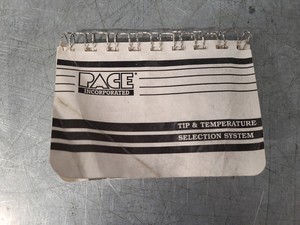 PACE®
INCORPORATED
TIP & TEMPERATURE
SELECTION SYSTEM